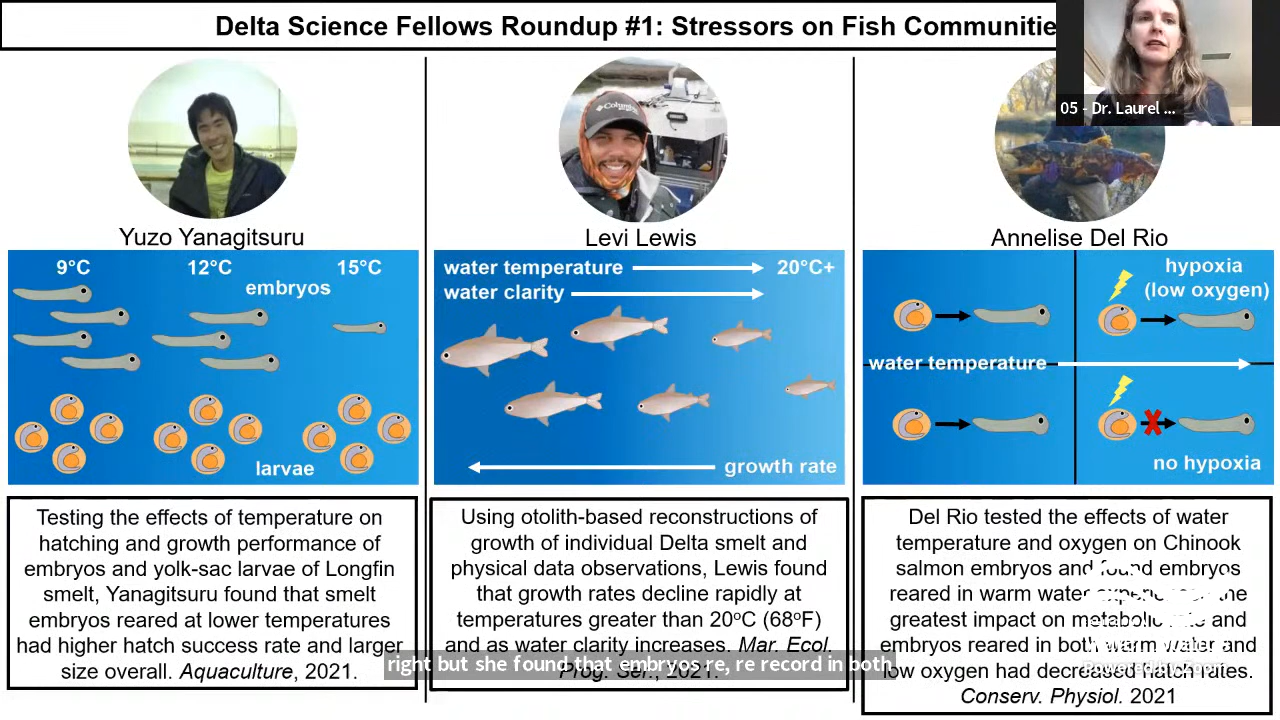 Delta Science Fellows Roundup #1: Stressors on Fish Communitie
05 - Dr. Laurel ...
Yuzo Yanagitsuru
9°C 12°C 15°C
embryos
larvae
Testing the effects of temperature on
hatching and growth performance of
embryos and yolk-sac larvae of Longfin
smelt, Yanagitsuru found that smelt
embryos reared at lower temperatures
had higher hatch success rate and larger
size overall. Aquaculture, 2021.
Levi Lewis
water temperature 20°C+
water clarity
growth rate
Using otolith-based reconstructions of
growth of individual Delta smelt and
physical data observations, Lewis found
that growth rates decline rapidly at
temperatures greater than 20°C (68°F)
and as water clarity increases. Mar. Ecol.
Prog. Ser., 2021.
Annelise Del Rio
hypoxia
(low oxygen)
water temperature
no hypoxia
Del Rio tested the effects of water
temperature and oxygen on Chinook
salmon embryos and found embryos
reared in warm water the
greatest impact on metabolic and
embryos reared in both warm water and
low oxygen had decreased hatch rates.
Conserv. Physiol. 2021
right but she found that embryos re, re record in both
Powered by Zoom